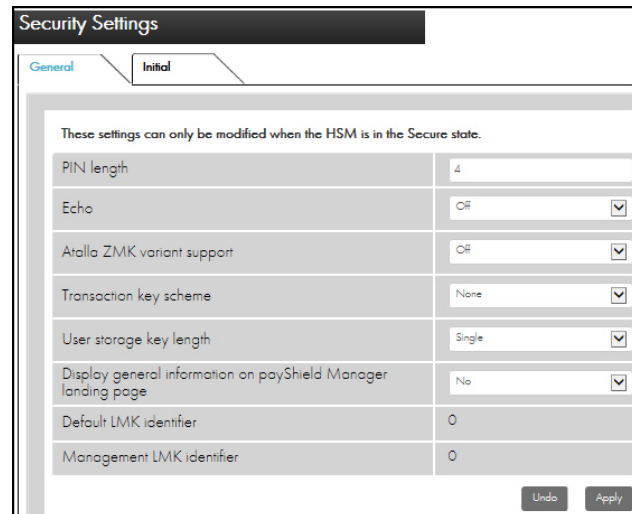 Security Settings
General Initial
These settings can only be modified when the HSM is in the Secure state.
PIN length 4
Echo Off
Atalla ZMK variant support Off
Transaction key scheme None
User storage key length Single
Display general information on payShield Manager
landing page No
Default LMK identifier 0
Management LMK identifier 0
Undo Apply